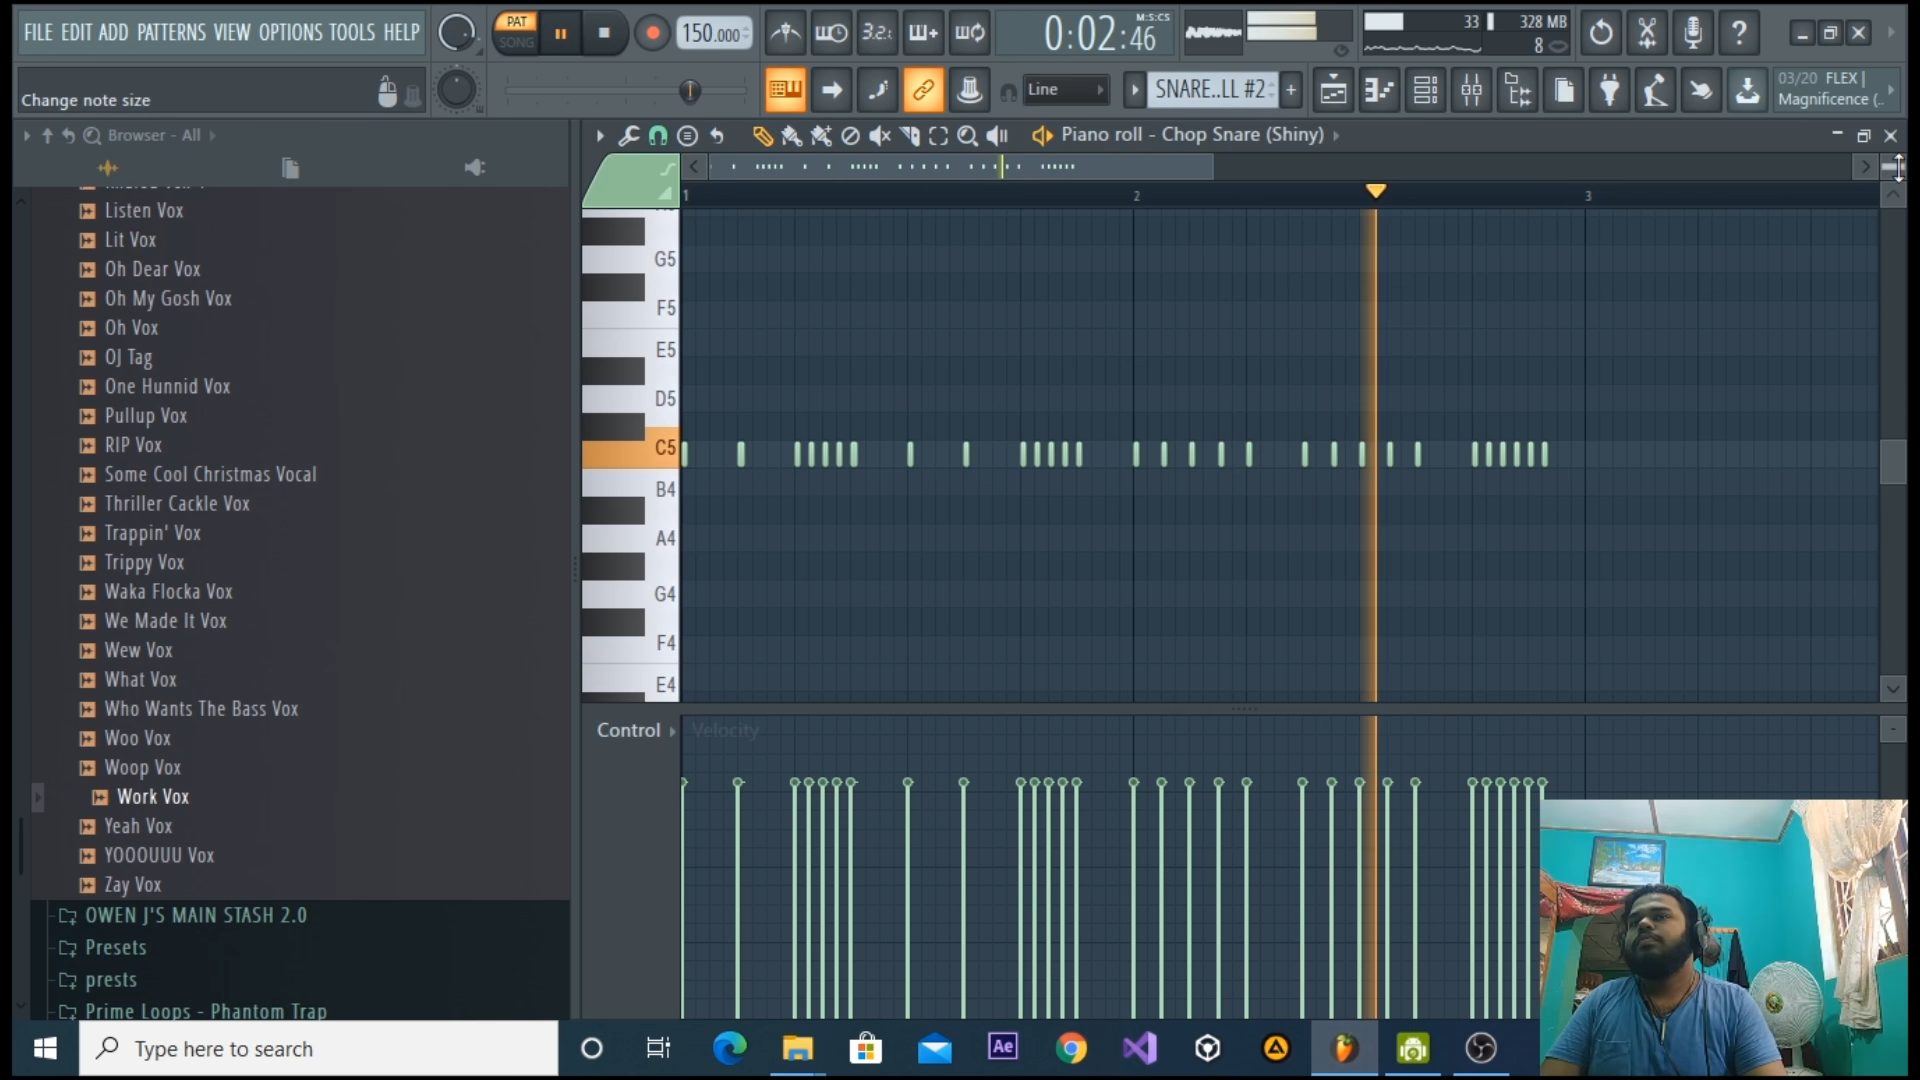 FILE EDIT ADD PATTERNS VIEW OPTIONS TOOLS HELP
PAT
SONG
150.000
3.2.
M:S:CS
0:02:46
33
328 MB
8
Change note size
Line
SNARE..LL #2
03/20 FLEX |
Magnificence (..
Browser - All
Piano roll - Chop Snare (Shiny)
1
2
3
Listen Vox
Lit Vox
Oh Dear Vox
Oh My Gosh Vox
Oh Vox
OJ Tag
One Hunnid Vox
Pullup Vox
RIP Vox
Some Cool Christmas Vocal
Thriller Cackle Vox
Trappin' Vox
Trippy Vox
Waka Flocka Vox
We Made It Vox
Wew Vox
What Vox
Who Wants The Bass Vox
Woo Vox
Woop Vox
Work Vox
Yeah Vox
YOOOUUU Vox
Zay Vox
OWEN J'S MAIN STASH 2.0
Presets
prests
Prime Loops - Phantom Trap
G5
F5
E5
D5
C5
B4
A4
G4
F4
E4
Control
Velocity
Type here to search
Ae